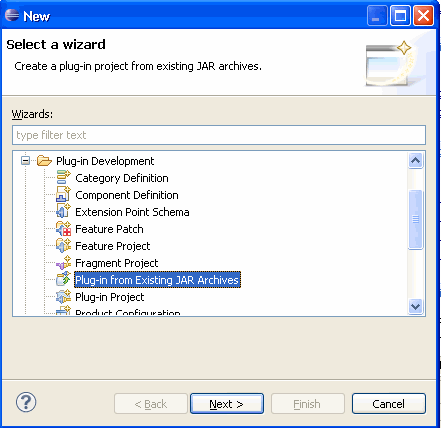 New
Select a wizard
Create a plug-in project from existing JAR archives.
Wizards:
type filter text
Plug-in Development
Category Definition
Component Definition
Extension Point Schema
Feature Patch
Feature Project
Fragment Project
Plug-in from Existing JAR Archives
Plug-in Project
Product Configuration
?
< Back Next > Finish Cancel